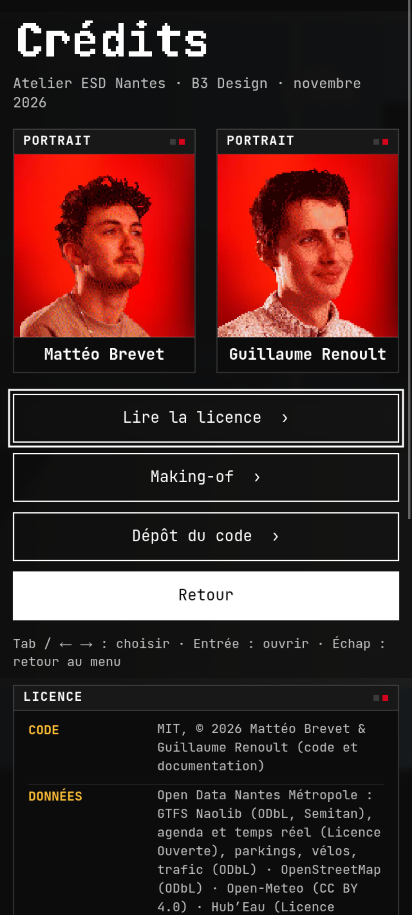 Crédits
Atelier ESD Nantes · B3 Design · novembre
2026
PORTRAIT
PORTRAIT
Mattéo Brevet
Guillaume Renoult
Lire la licence ›
Making-of ›
Dépôt du code ›
Retour
Tab / ← → : choisir · Entrée : ouvrir · Échap :
retour au menu
LICENCE
CODE
MIT, © 2026 Mattéo Brevet &
Guillaume Renoult (code et
documentation)
DONNÉES
Open Data Nantes Métropole :
GTFS Naolib (ODbL, Semitan),
agenda et temps réel (Licence
Ouverte), parkings, vélos,
trafic (ODbL) · OpenStreetMap
(ODbL) · Open-Meteo (CC BY
4.0) · Hub’Eau (Licence